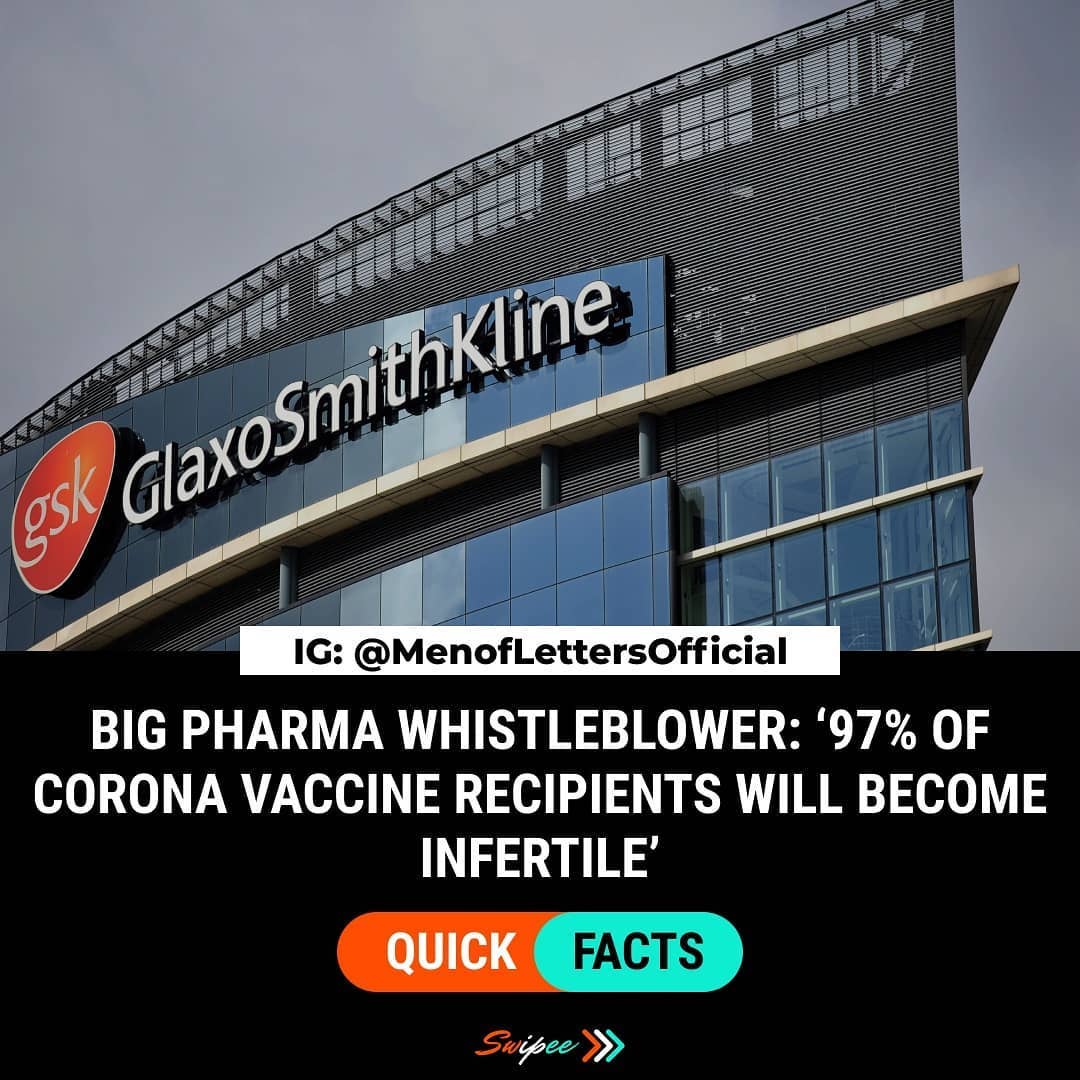 gsk
GlaxoSmithKline
IG: @MenofLettersOfficial
BIG PHARMA WHISTLEBLOWER: ‘97% OF
CORONA VACCINE RECIPIENTS WILL BECOME
INFERTILE’
QUICK FACTS
Swipee